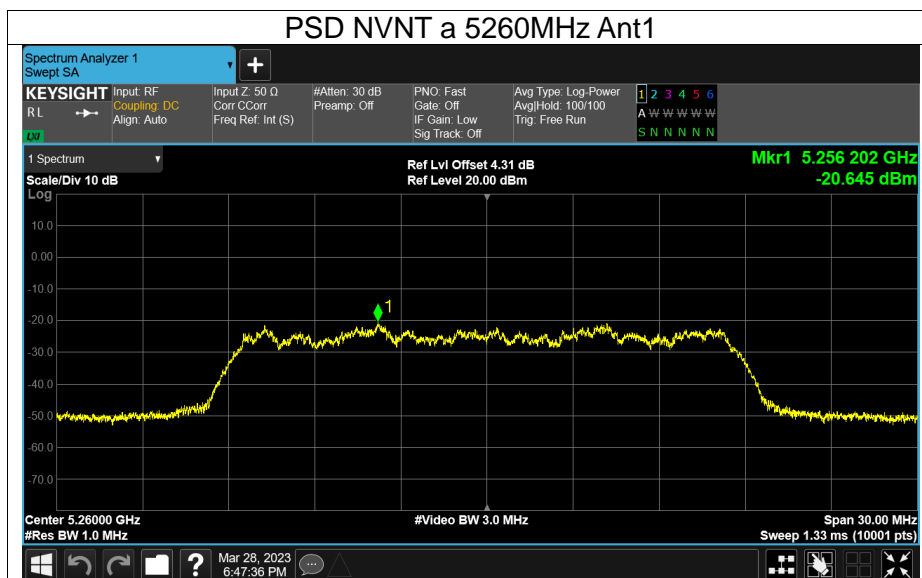 PSD NVNT a 5260MHz Ant1
Spectrum Analyzer 1
Swept SA
+
KEYSIGHT
R L
LXI
Input: RF
Coupling: DC
Align: Auto
Input Z: 50 Ω
Corr CCorr
Freq Ref: Int (S)
#Atten: 30 dB
Preamp: Off
PNO: Fast
Gate: Off
IF Gain: Low
Sig Track: Off
Avg Type: Log-Power
Avg|Hold: 100/100
Trig: Free Run
1 2 3 4 5 6
A W W W W W
S N N N N N
1 Spectrum
Scale/Div 10 dB
Log
Ref Lvl Offset 4.31 dB
Ref Level 20.00 dBm
Mkr1 5.256 202 GHz
-20.645 dBm
10.0
0.00
-10.0
1
-20.0
-30.0
-40.0
-50.0
-60.0
-70.0
Center 5.26000 GHz
#Res BW 1.0 MHz
#Video BW 3.0 MHz
Span 30.00 MHz
Sweep 1.33 ms (10001 pts)
?
Mar 28, 2023
6:47:36 PM